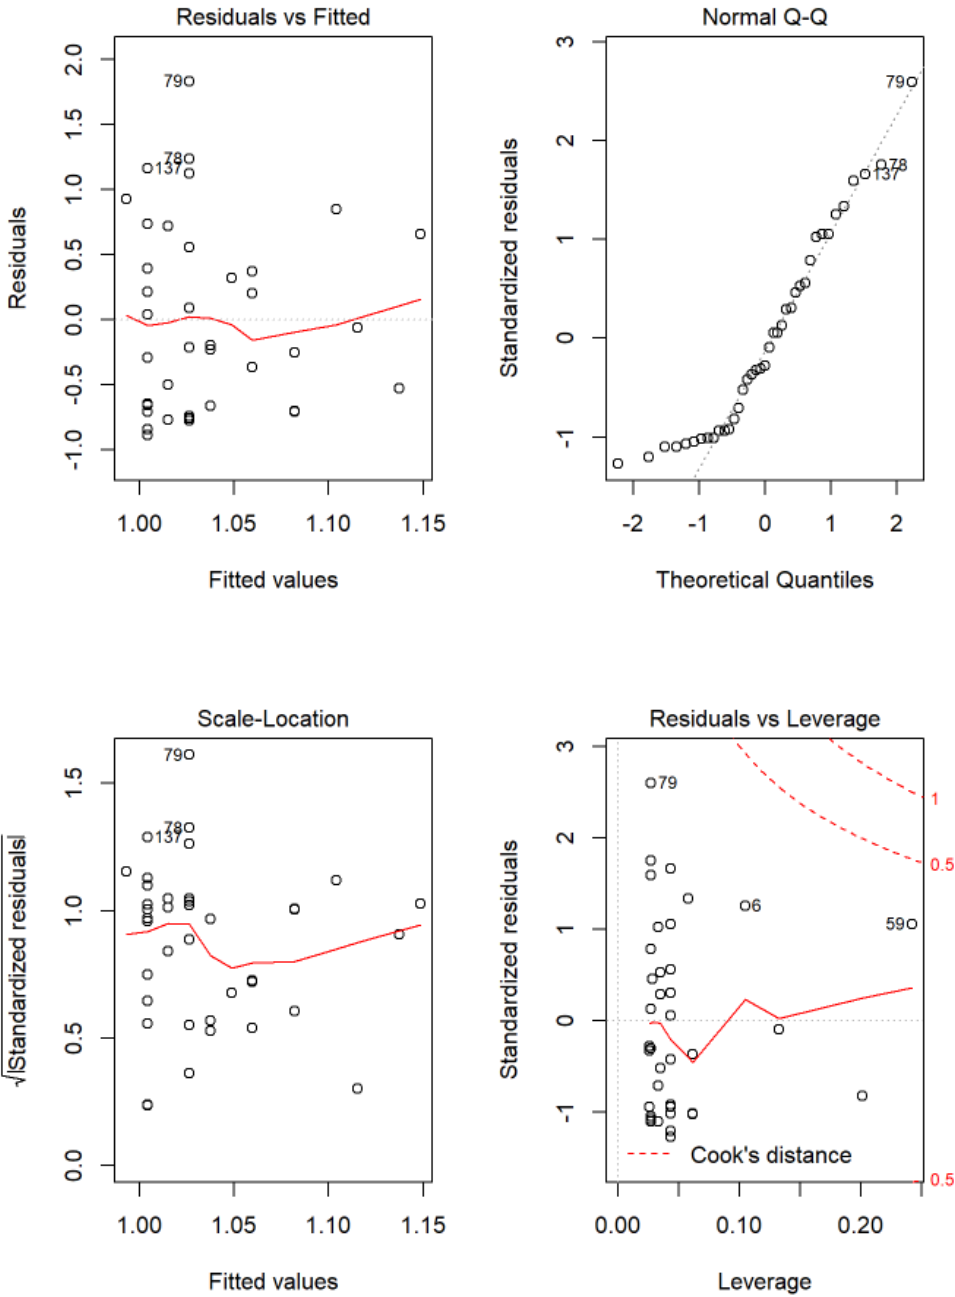 Residuals vs Fitted
Residuals
2.0
1.5
1.0
0.5
0.0
-0.5
-1.0
79
78
137
1.00 1.05 1.10 1.15
Fitted values
Normal Q-Q
Standardized residuals
3
2
1
0
-1
79
78
137
-2 -1 0 1 2
Theoretical Quantiles
Scale-Location
√|Standardized residuals|
1.5
1.0
0.5
0.0
79
78
137
1.00 1.05 1.10 1.15
Fitted values
Residuals vs Leverage
Standardized residuals
3
2
1
0
-1
79
6
59
1
0.5
0.5
Cook's distance
0.00 0.10 0.20
Leverage